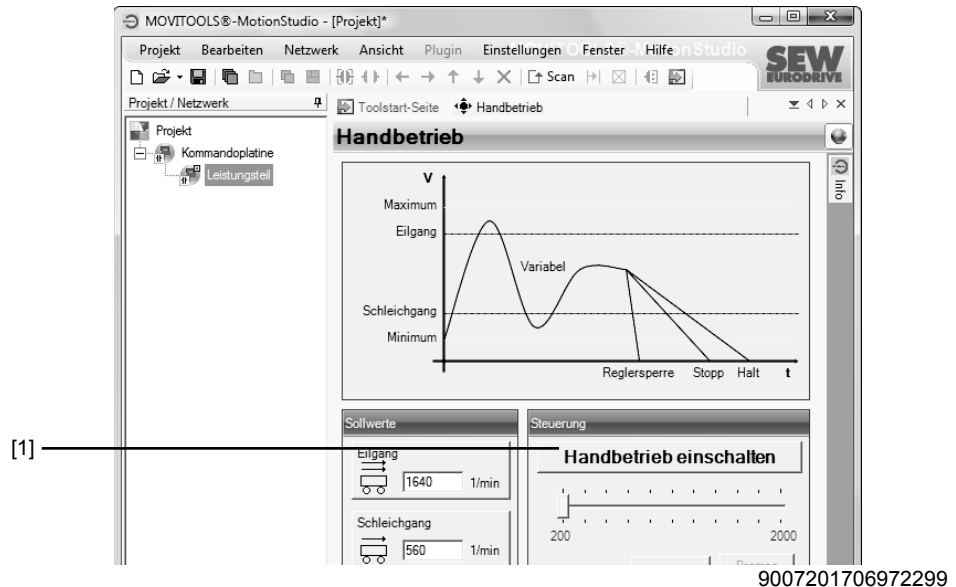 MOVITOOLS®-MotionStudio - [Projekt]*
Projekt Bearbeiten Netzwerk Ansicht Plugin Einstellungen Fenster Hilfe
SEW
EURODRIVE
Scan
Projekt / Netzwerk
Toolstart-Seite Handbetrieb
Projekt
Kommandoplatine
Leistungsteil
Handbetrieb
Info
V
Maximum
Eilgang
Variabel
Schleichgang
Minimum
Reglersperre Stopp Halt t
Sollwerte
Steuerung
[1]
Eilgang
1640 1/min
Handbetrieb einschalten
200 2000
Schleichgang
560 1/min
9007201706972299